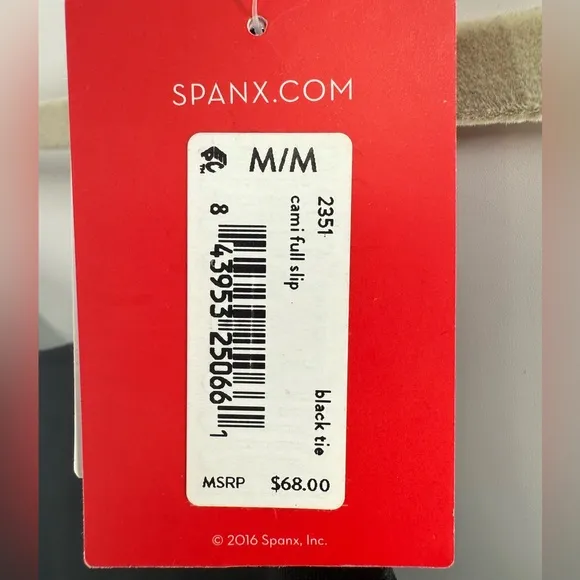 SPANX.COM
M/M
2351
cami full slip
black tie
8 43953 25066 1
MSRP $68.00
© 2016 Spanx, Inc.